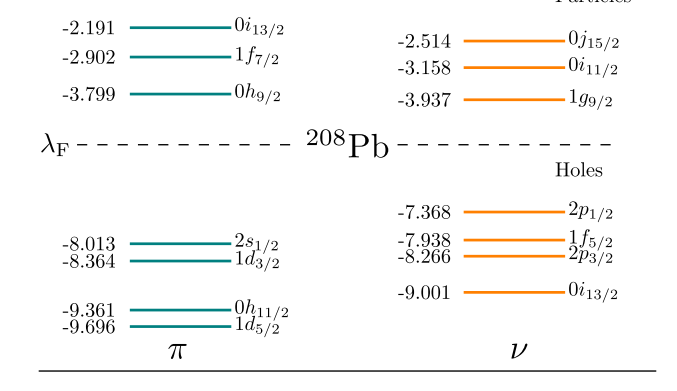 Particles
-2.191 0i13/2
-2.514 0j15/2
-2.902 1f7/2
-3.158 0i11/2
-3.799 0h9/2
-3.937 1g9/2
λF 208Pb
Holes
-7.368 2p1/2
-8.013 2s1/2
-7.938 1f5/2
-8.364 1d3/2
-8.266 2p3/2
-9.001 0i13/2
-9.361 0h11/2
-9.696 1d5/2
π ν